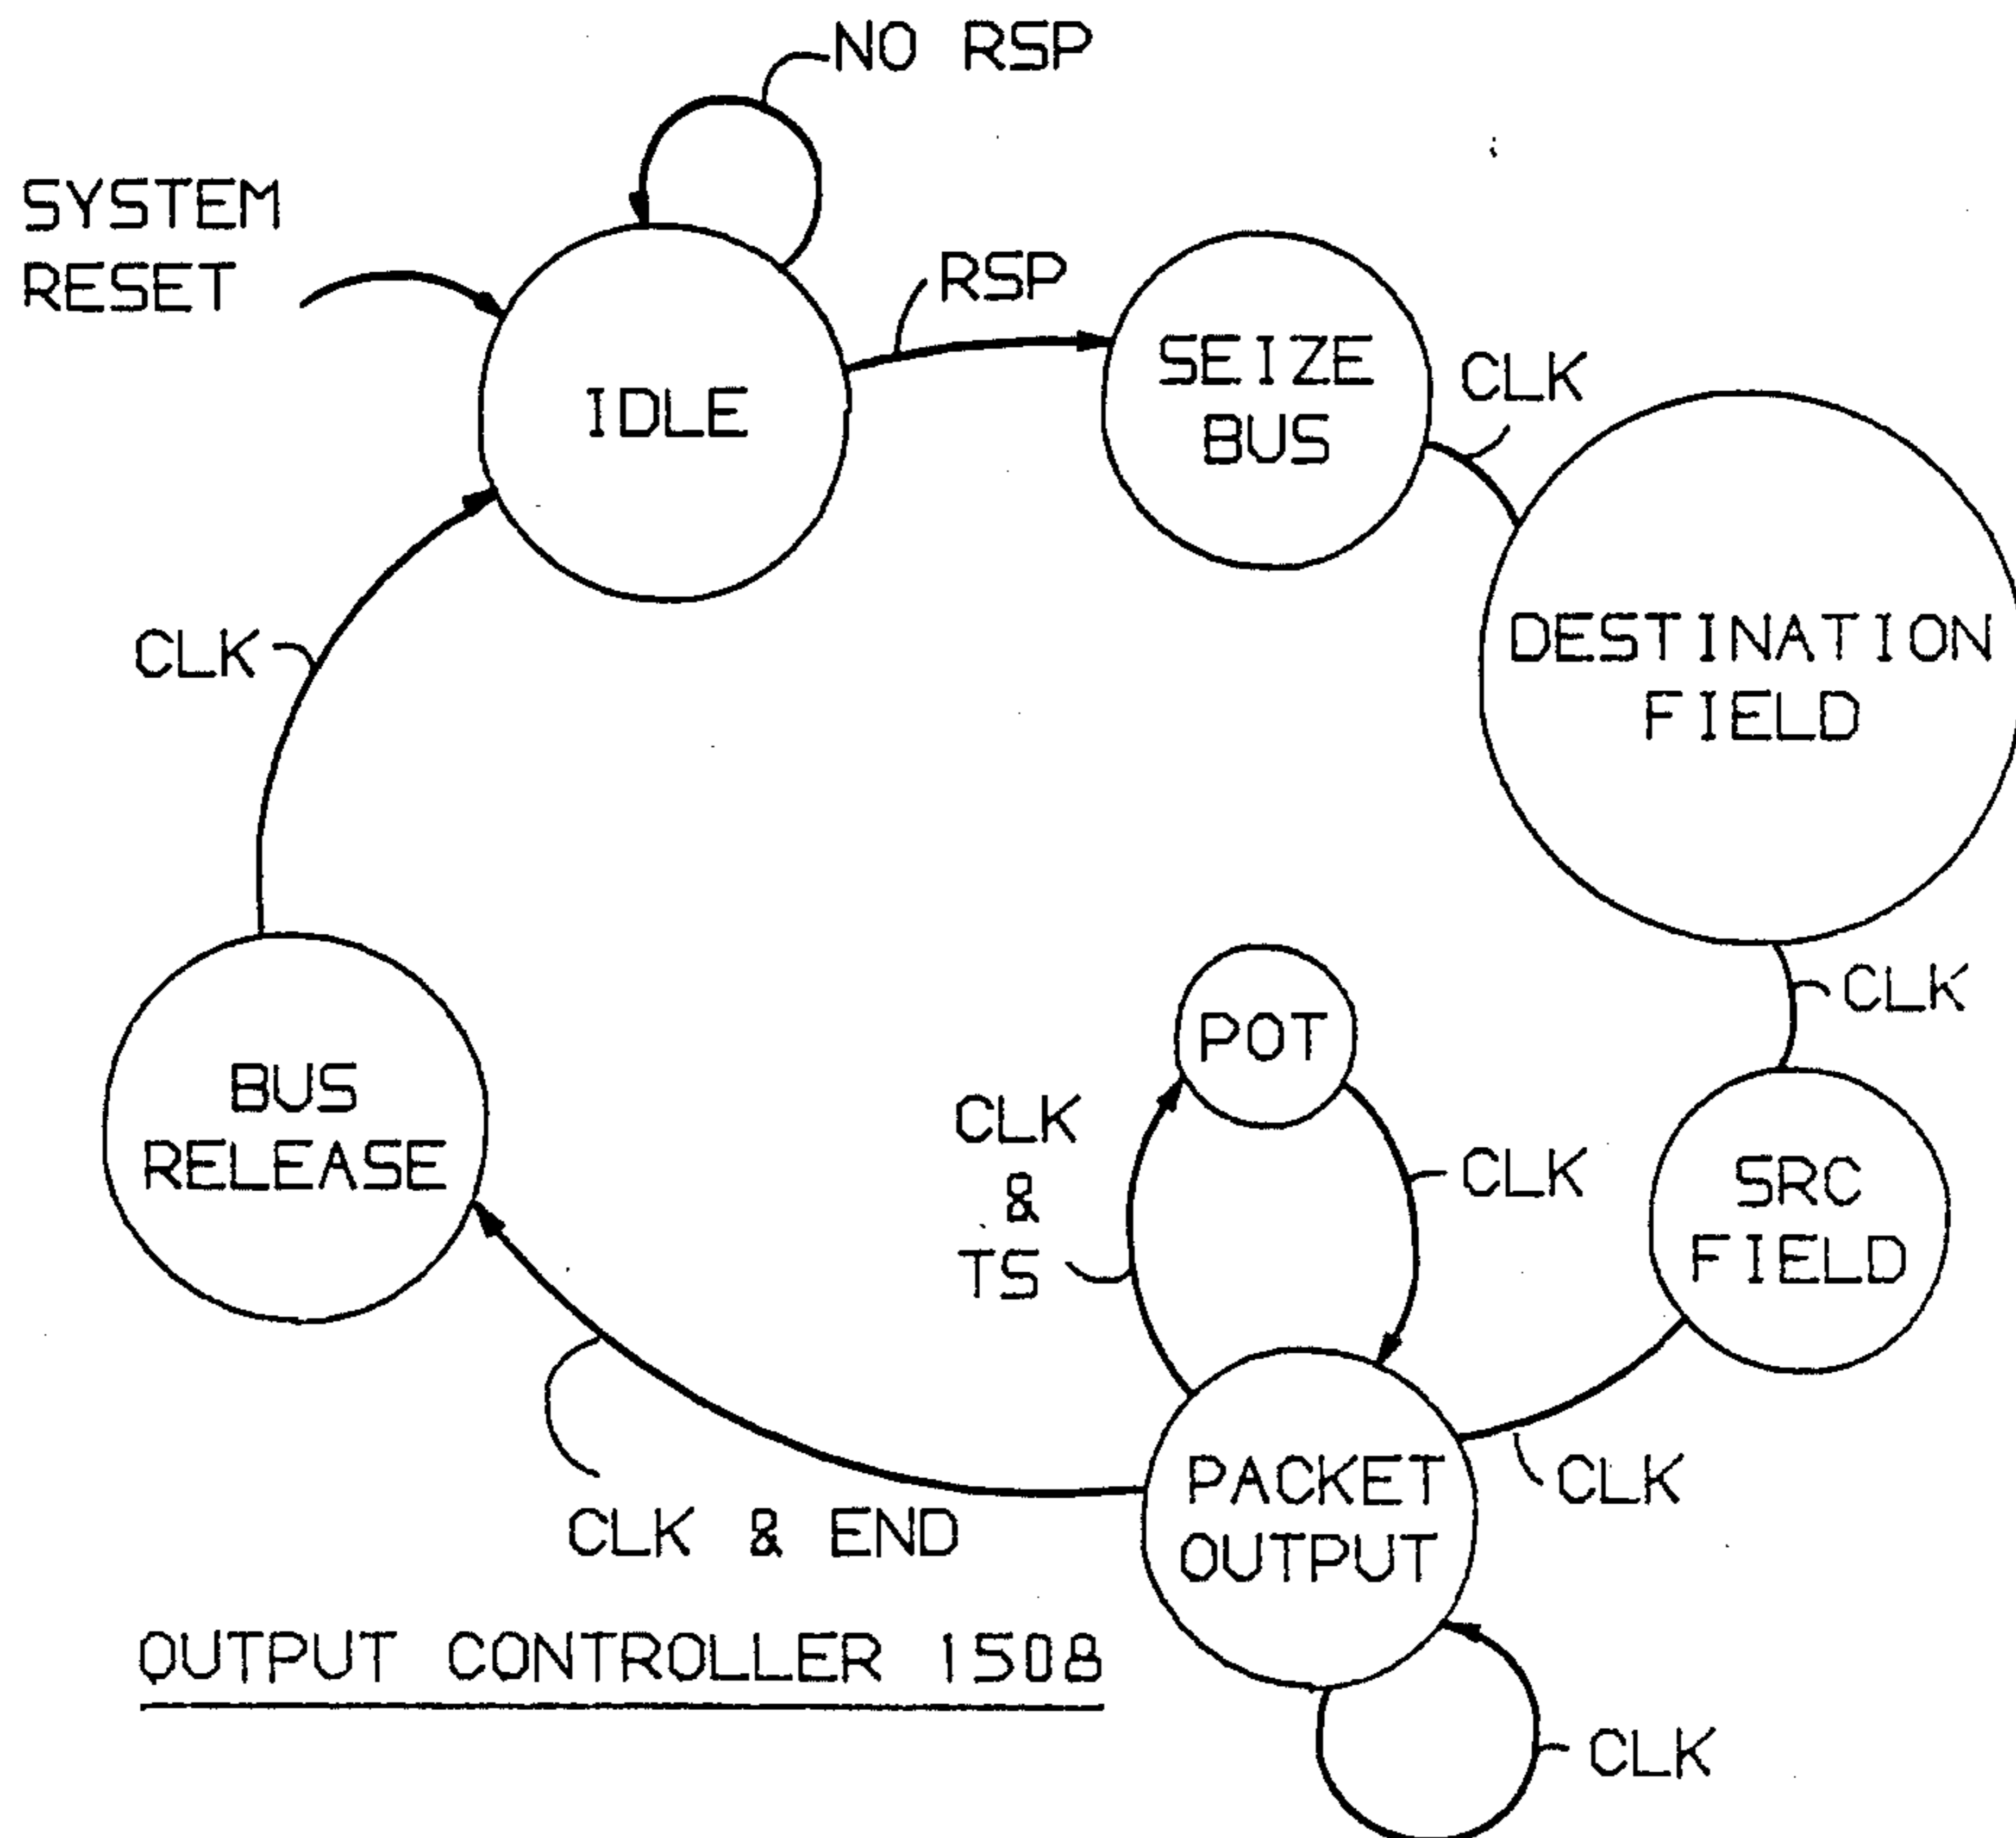 NO RSP
SYSTEM
RESET
RSP
IDLE
SEIZE
BUS
CLK
DESTINATION
FIELD
CLK
CLK
POT
BUS
RELEASE
CLK
&
TS
CLK
SRC
FIELD
PACKET
OUTPUT
CLK
CLK & END
OUTPUT CONTROLLER 1508
CLK